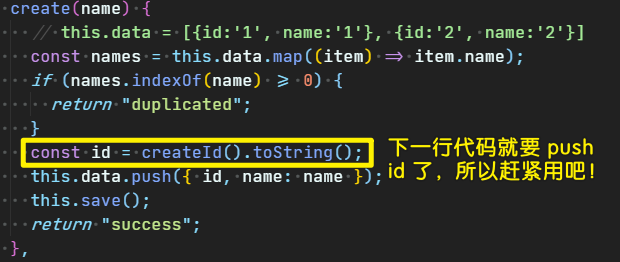 create(name) {
// this.data = [{id:'1', name:'1'}, {id:'2', name:'2'}]
const names = this.data.map((item) => item.name);
if (names.indexOf(name) >= 0) {
return "duplicated";
}
const id = createId().toString();
this.data.push({ id, name: name });
this.save();
return "success";
},
下一行代码就要 push
id 了，所以赶紧用吧！